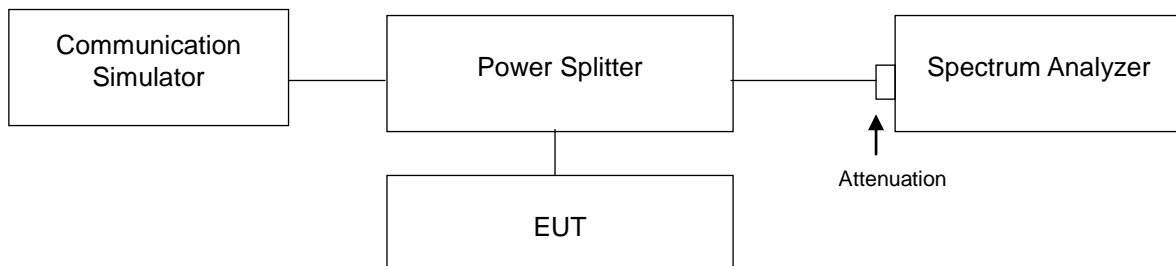 Communication
Simulator
Power Splitter
Spectrum Analyzer
Attenuation
EUT